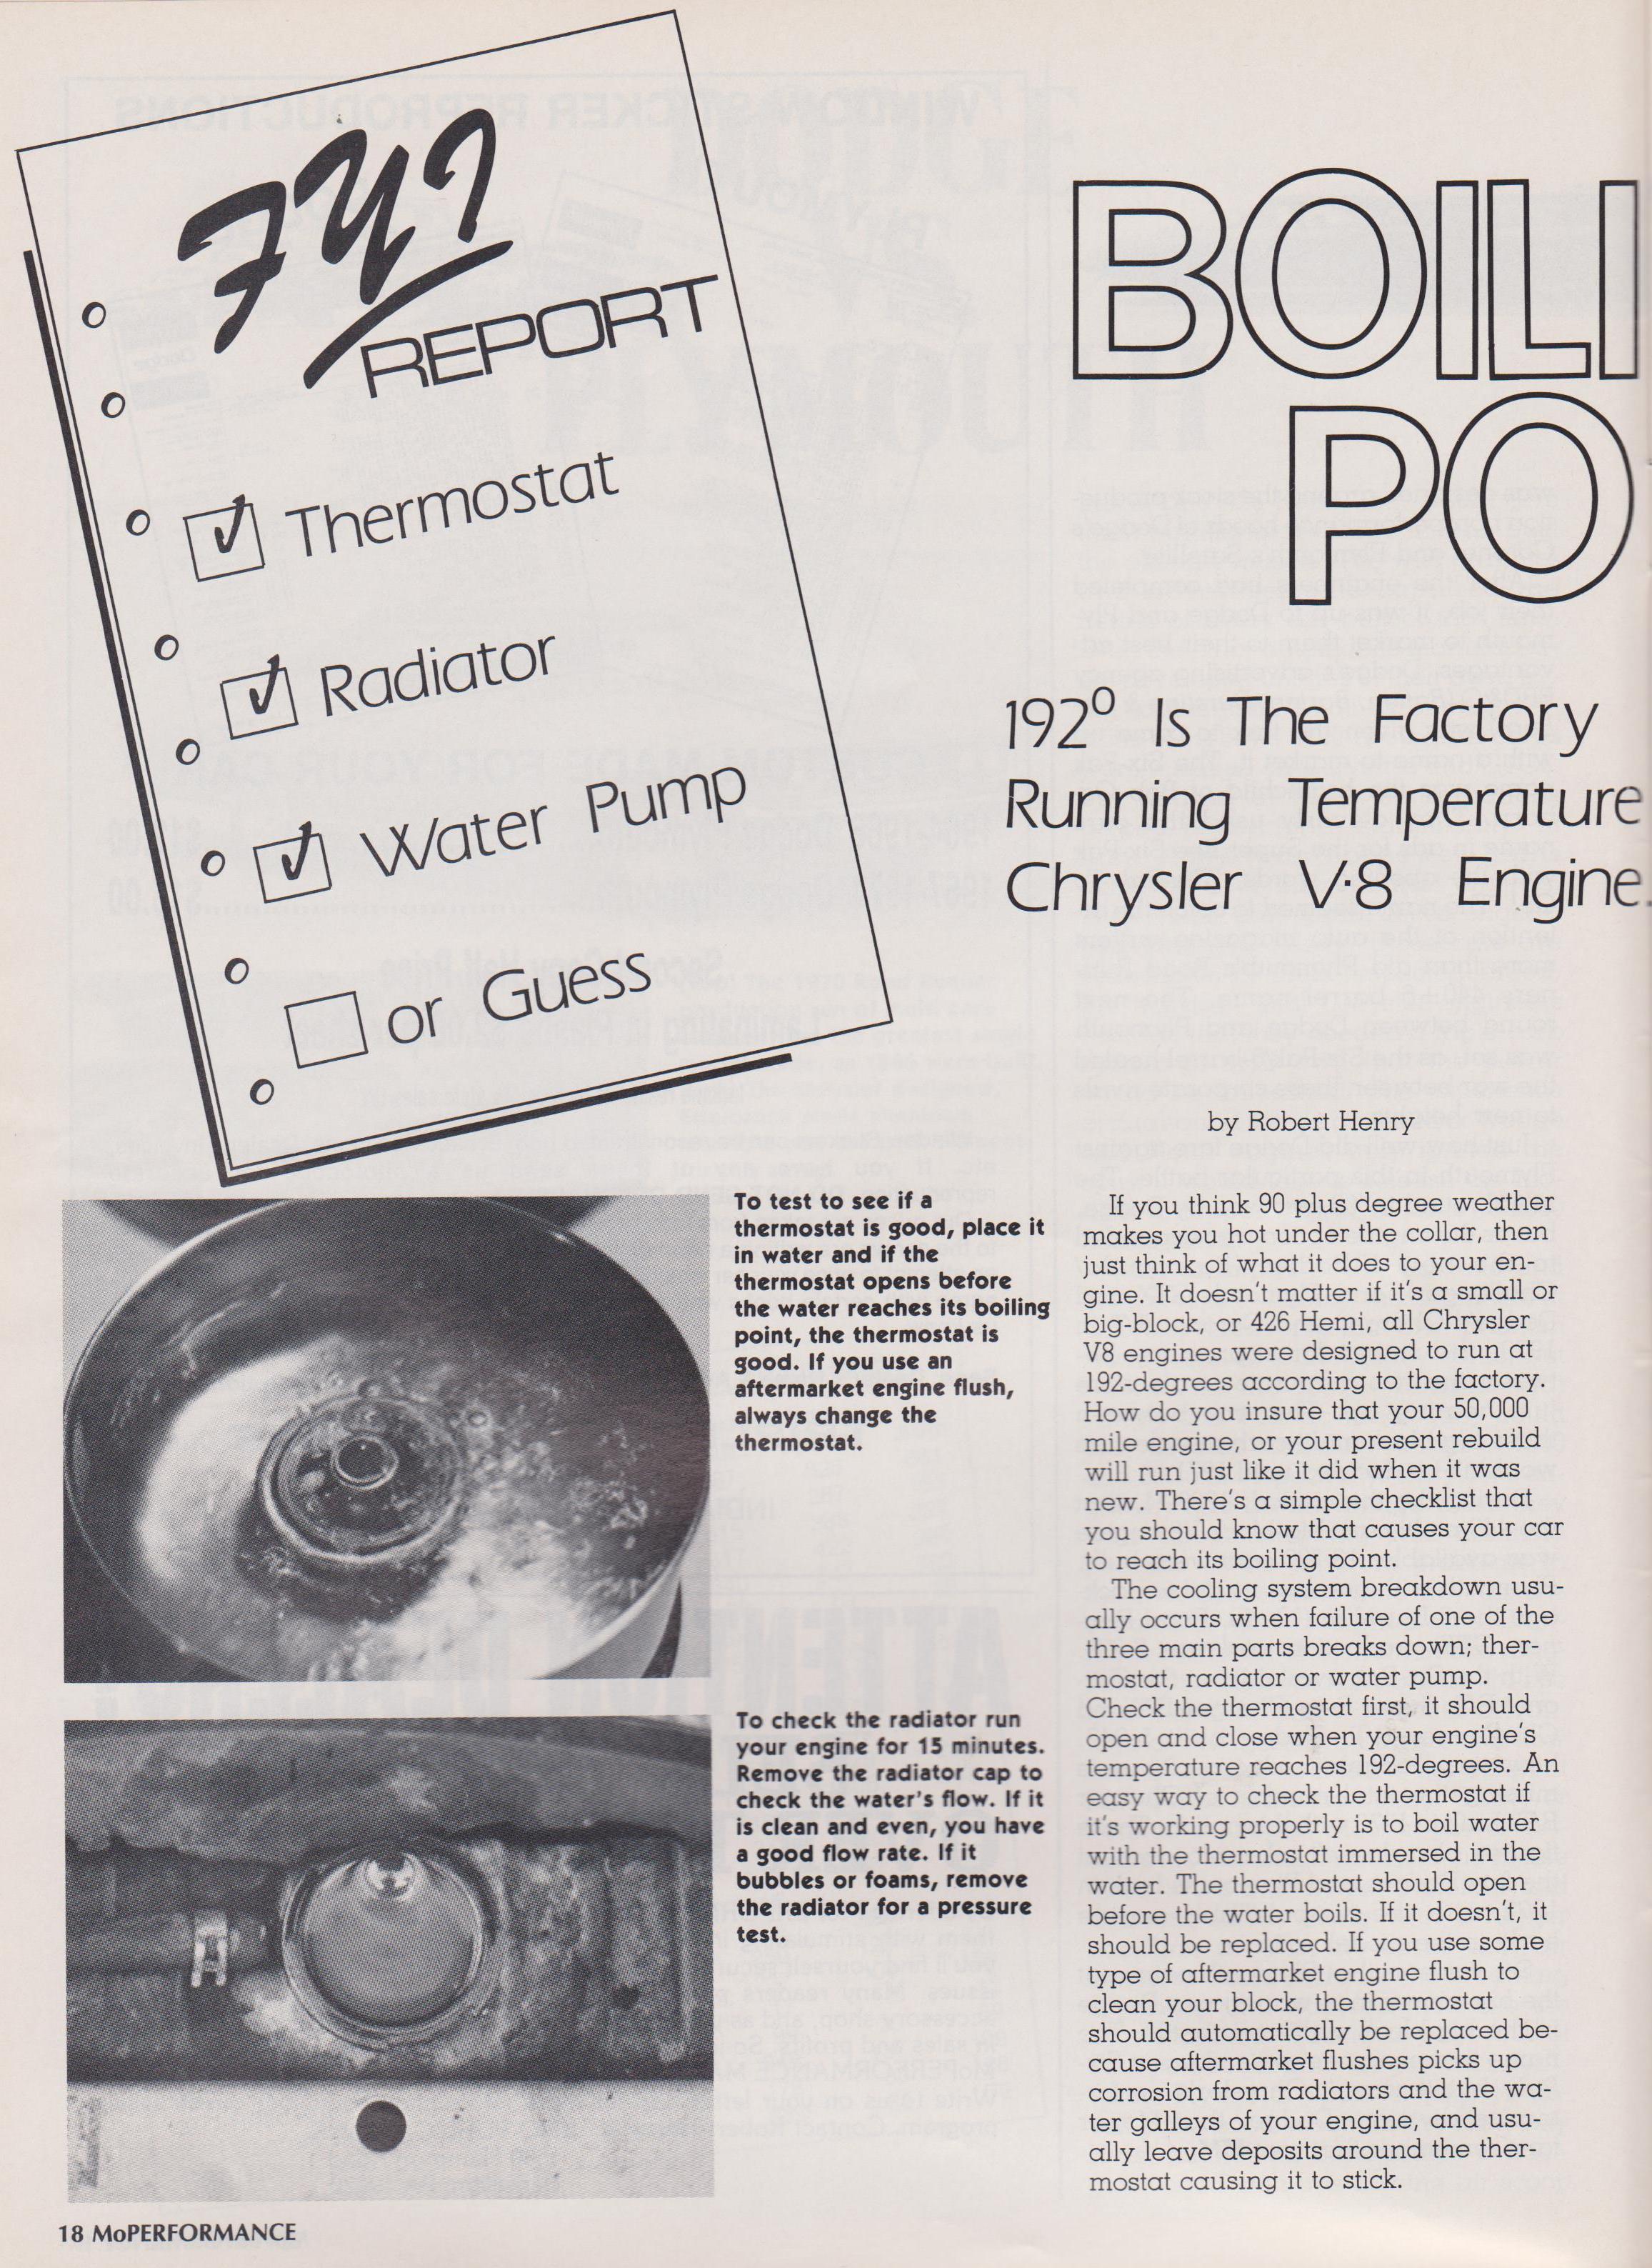 FYI
REPORT
Thermostat
Radiator
Water Pump
or Guess
BOILI
PO
192° Is The Factory
Running Temperature
Chrysler V·8 Engine.
by Robert Henry
To test to see if a
thermostat is good, place it
in water and if the
thermostat opens before
the water reaches its boiling
point, the thermostat is
good. If you use an
aftermarket engine flush,
always change the
thermostat.
To check the radiator run
your engine for 15 minutes.
Remove the radiator cap to
check the water's flow. If it
is clean and even, you have
a good flow rate. If it
bubbles or foams, remove
the radiator for a pressure
test.
If you think 90 plus degree weather
makes you hot under the collar, then
just think of what it does to your en-
gine. It doesn't matter if it's a small or
big-block, or 426 Hemi, all Chrysler
V8 engines were designed to run at
192-degrees according to the factory.
How do you insure that your 50,000
mile engine, or your present rebuild
will run just like it did when it was
new. There's a simple checklist that
you should know that causes your car
to reach its boiling point.
The cooling system breakdown usu-
ally occurs when failure of one of the
three main parts breaks down; ther-
mostat, radiator or water pump.
Check the thermostat first, it should
open and close when your engine's
temperature reaches 192-degrees. An
easy way to check the thermostat if
it's working properly is to boil water
with the thermostat immersed in the
water. The thermostat should open
before the water boils. If it doesn't, it
should be replaced. If you use some
type of aftermarket engine flush to
clean your block, the thermostat
should automatically be replaced be-
cause aftermarket flushes picks up
corrosion from radiators and the wa-
ter galleys of your engine, and usu-
ally leave deposits around the ther-
mostat causing it to stick.
18 MoPERFORMANCE